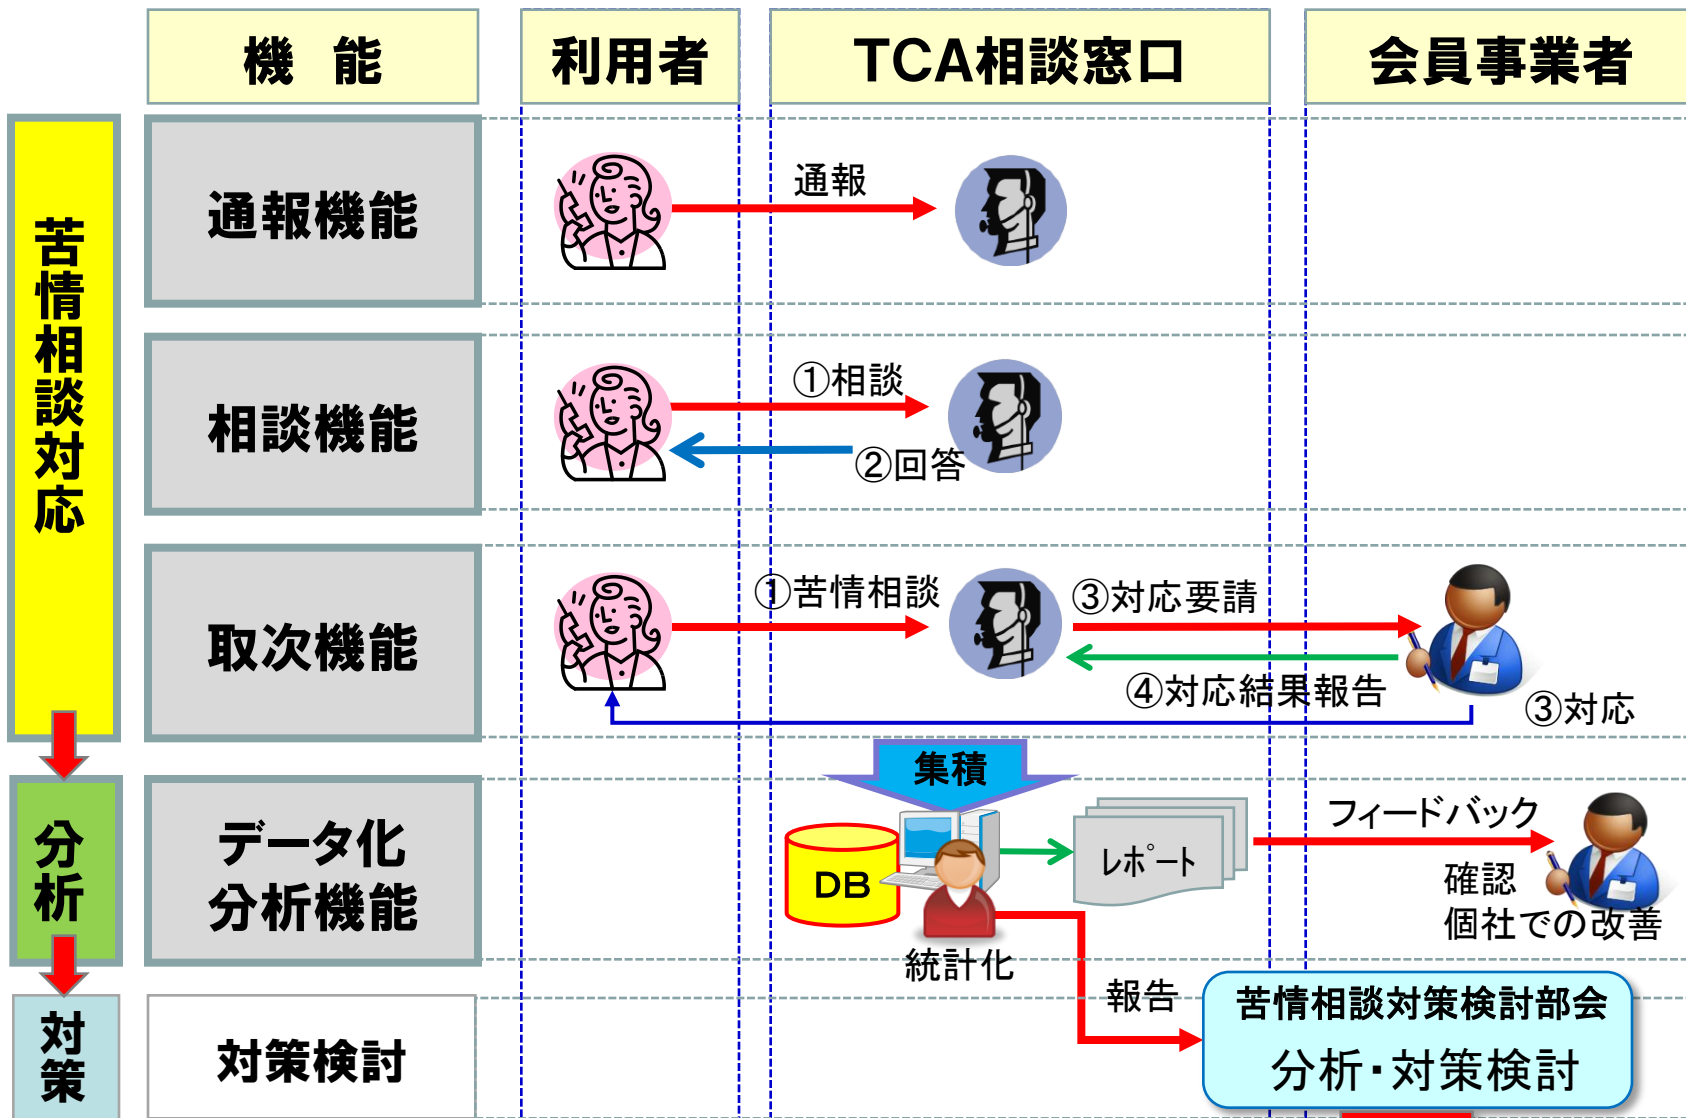 機 能
利用者
TCA相談窓口
会員事業者
苦情相談対応
通報機能
通報
相談機能
①相談
②回答
取次機能
①苦情相談
③対応要請
④対応結果報告
③対応
集積
分析
データ化
分析機能
DB
レポート
統計化
フィードバック
確認
個社での改善
対策
対策検討
報告
苦情相談対策検討部会
分析・対策検討